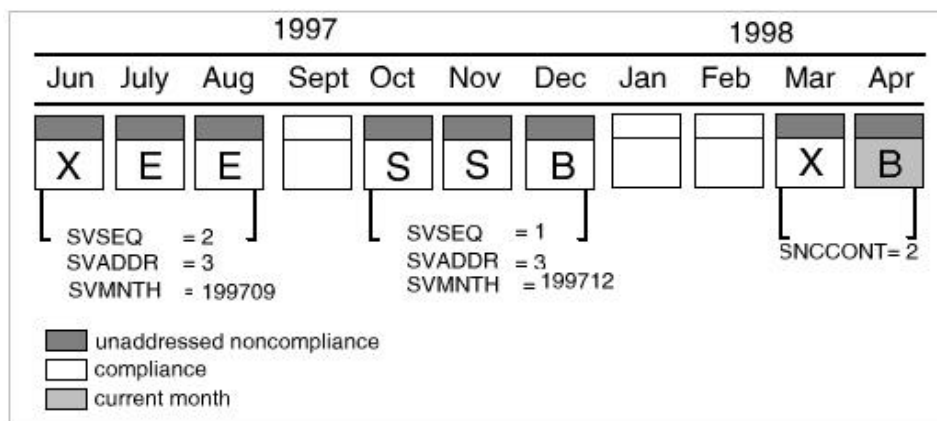 1997 1998
Jun July Aug Sept Oct Nov Dec Jan Feb Mar Apr
X E E S S B X B
SVSEQ = 2
SVADDR = 3
SVMNTH = 199709
SVSEQ = 1
SVADDR = 3
SVMNTH = 199712
SNCCONT= 2
unaddressed noncompliance
compliance
current month